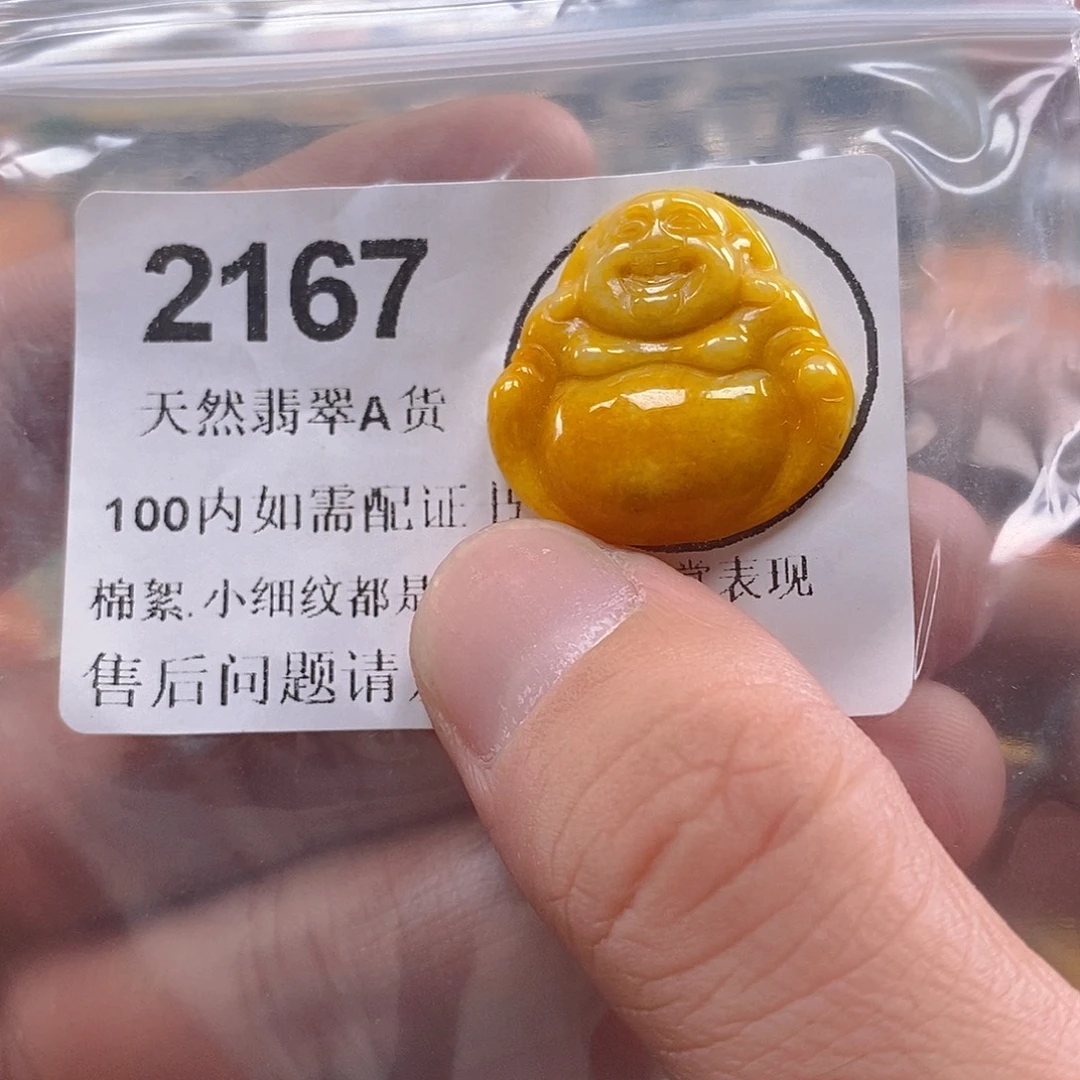 2167
天然翡翠A货
100内如需配证
棉絮.小细纹都是 常表现
售后问题请